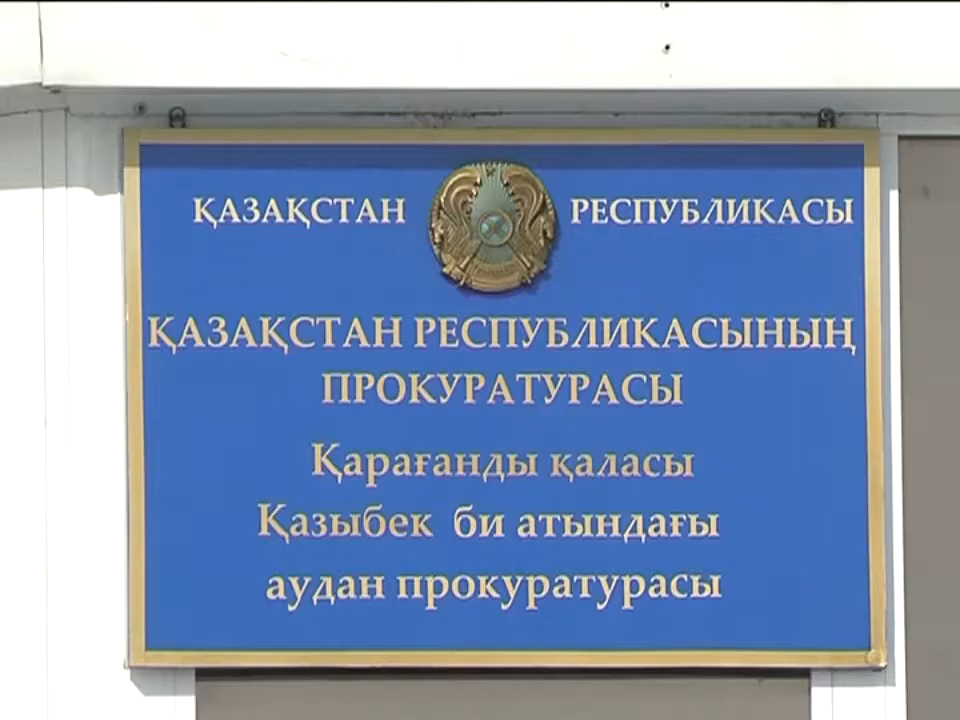 ҚАЗАҚСТАН РЕСПУБЛИКАСЫ
ҚАЗАҚСТАН РЕСПУБЛИКАСЫНЫҢ
ПРОКУРАТУРАСЫ
Қарағанды қаласы
Қазыбек би атындағы
аудан прокуратурасы